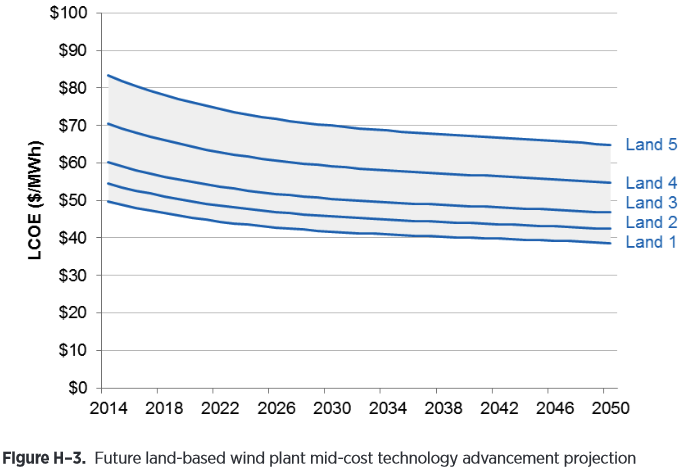 $100
$90
$80
$70
$60
$50
$40
$30
$20
$10
$0
LCOE ($/MWh)
Land 5
Land 4
Land 3
Land 2
Land 1
2014 2018 2022 2026 2030 2034 2038 2042 2046 2050
Figure H–3. Future land-based wind plant mid-cost technology advancement projection